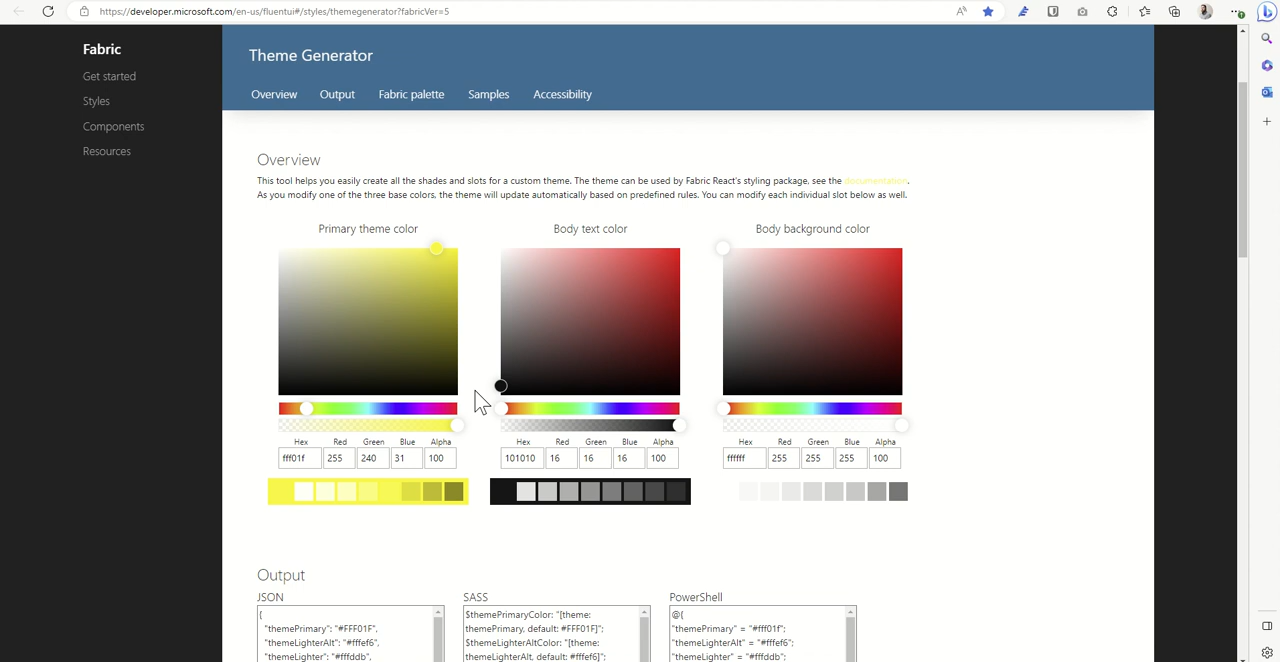 https://developer.microsoft.com/en-us/fluentui#/styles/themegenerator?fabricVer=5
Fabric
Get started
Styles
Components
Resources
Theme Generator
Overview Output Fabric palette Samples Accessibility
Overview
This tool helps you easily create all the shades and slots for a custom theme. The theme can be used by Fabric React's styling package, see the documentation.
As you modify one of the three base colors, the theme will update automatically based on predefined rules. You can modify each individual slot below as well.
Primary theme color
Hex Red Green Blue Alpha
fff01f 255 240 31 100
Body text color
Hex Red Green Blue Alpha
101010 16 16 16 100
Body background color
Hex Red Green Blue Alpha
ffffff 255 255 255 100
Output
JSON
{
"themePrimary": "#FFF01F",
"themeLighterAlt": "#fffef6",
"themeLighter": "#fffddb",
SASS
$themePrimaryColor: "[theme:
themePrimary, default: #FFF01F]";
$themeLighterAltColor: "[theme:
themeLighterAlt, default: #fffef6]";
PowerShell
@{
"themePrimary" = "#fff01f";
"themeLighterAlt" = "#fffef6";
"themeLighter" = "#fffddb";